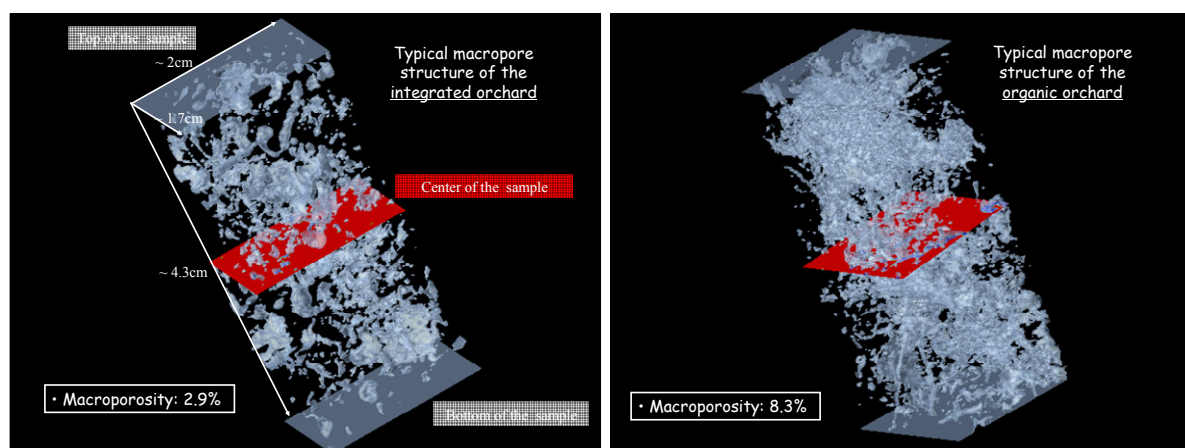 Top of the sample
~ 2cm
~ 1.7cm
Typical macropore
structure of the
integrated orchard
Center of the sample
~ 4.3cm
• Macroporosity: 2.9%
Bottom of the sample
Typical macropore
structure of the
organic orchard
• Macroporosity: 8.3%